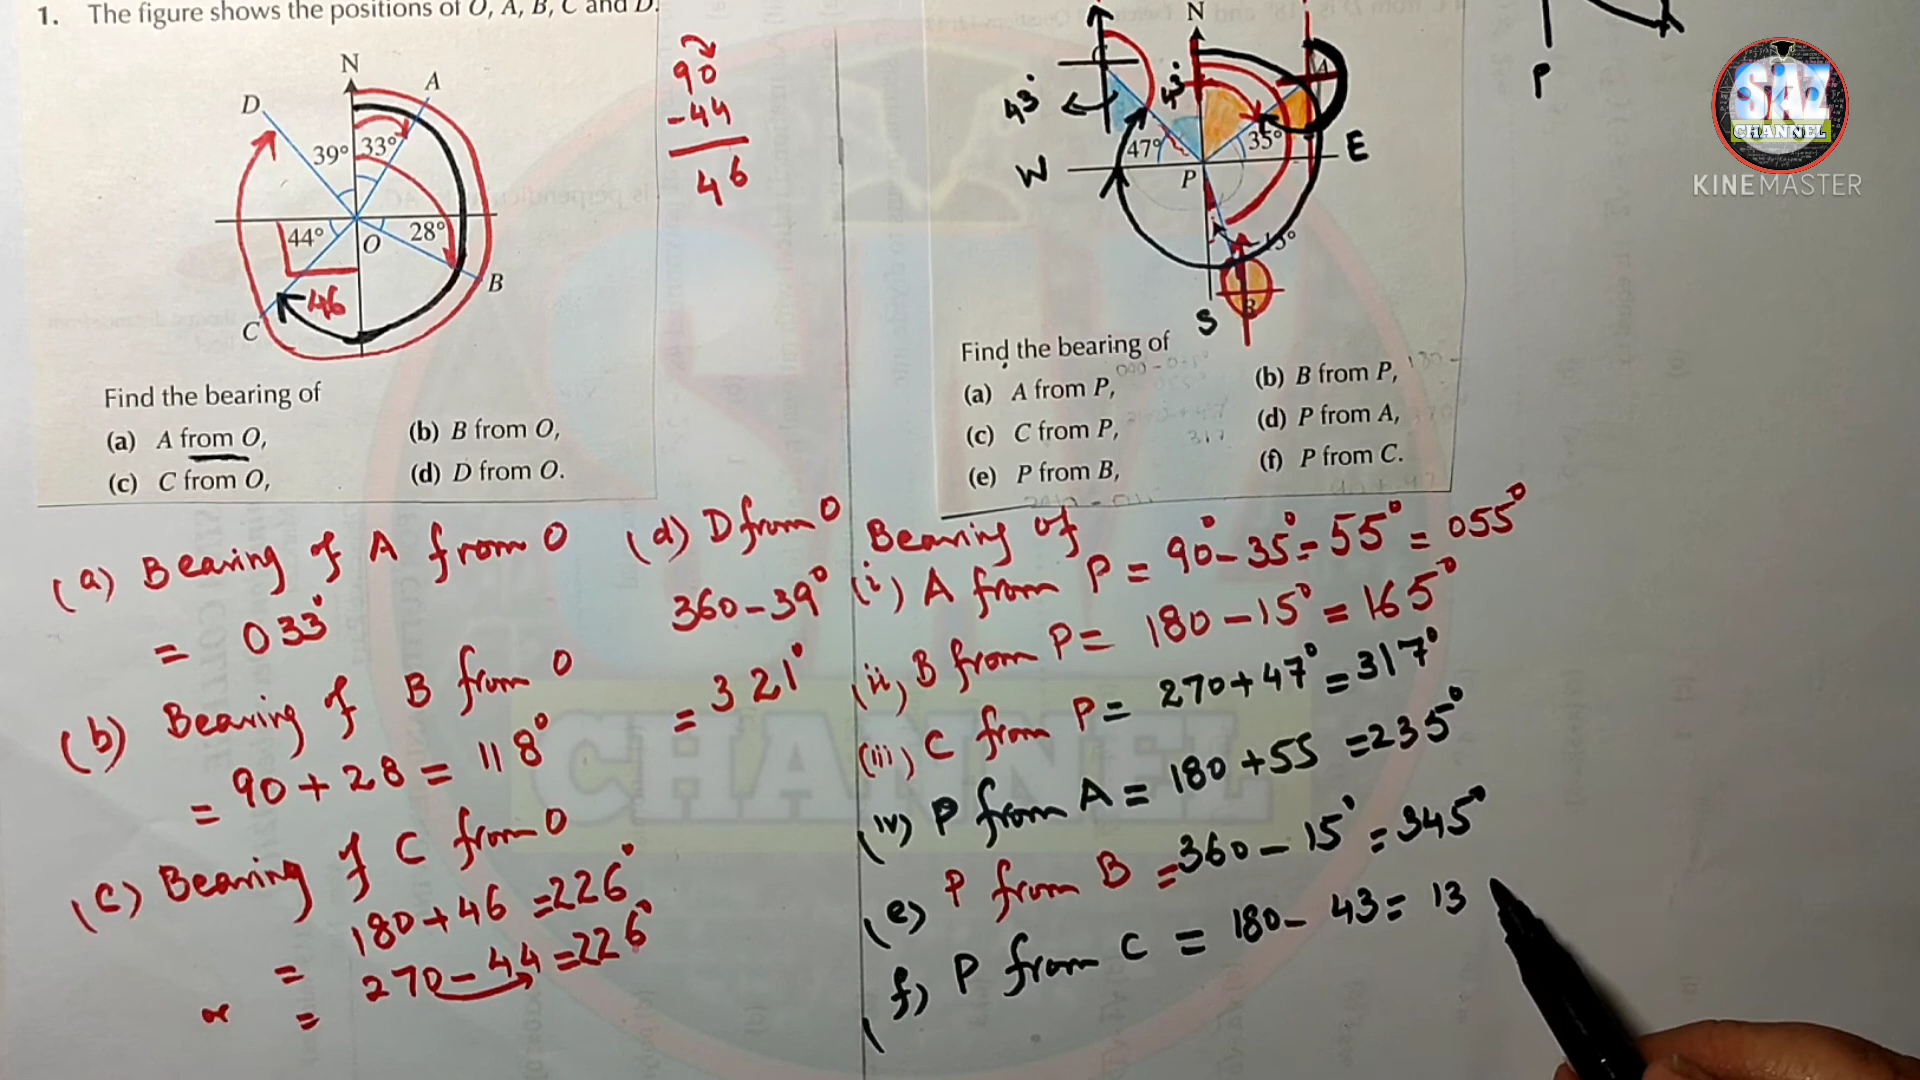 1. The figure shows the positions of O, A, B, C and D.
N
D
A
39°
33°
44°
O
28°
46
C
B
Find the bearing of
(a) A from O,
(b) B from O,
(c) C from O,
(d) D from O.
90
-44
46
N
A
43°
43°
47°
35°
W
E
P
15°
B
S
Find the bearing of
(a) A from P,
(b) B from P,
(c) C from P,
(d) P from A,
(e) P from B,
(f) P from C.
P
SAZ
CHANNEL
KINEMASTER
(a) Bearing of A from O
= 033°
(b) Bearing of B from O
= 90 + 28 = 118°
(c) Bearing of C from O
= 180+46 =226°
or = 270-44=226°
(d) D from O
360-39°
= 321°
Bearing of
(i) A from P = 90°-35°=55° = 055°
(ii) B from P = 180-15° = 165°
(iii) C from P = 270+47° = 317°
(iv) P from A = 180+55 =235°
(e) P from B =360-15° = 345°
(f) P from C = 180- 43= 13
CHANNEL